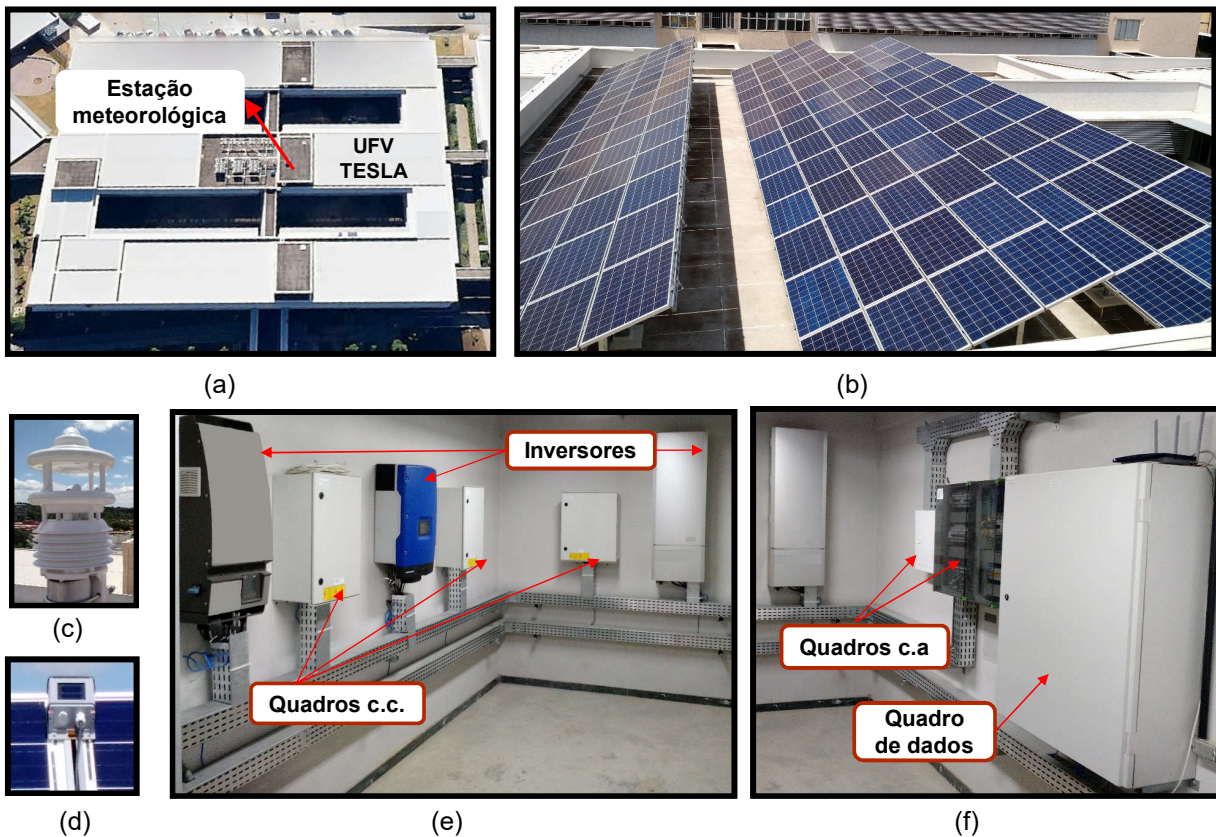 Estação
meteorológica
UFV
TESLA
(a)
(b)
Inversores
Quadros c.c.
(c)
(d)
(e)
Quadros c.a
Quadro
de dados
(f)